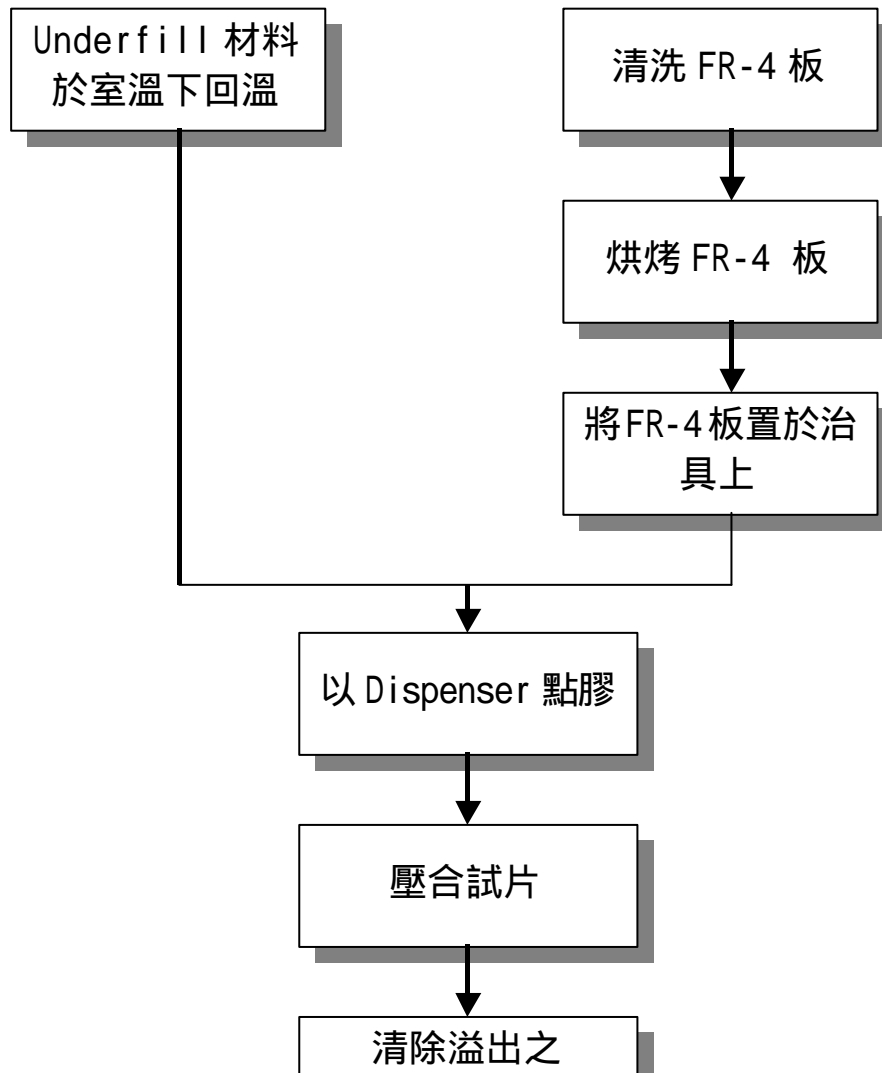 Underfill 材料
於室溫下回溫
清洗 FR-4 板
烘烤 FR-4 板
將FR-4板置於治
具上
以 Dispenser 點膠
壓合試片
清除溢出之